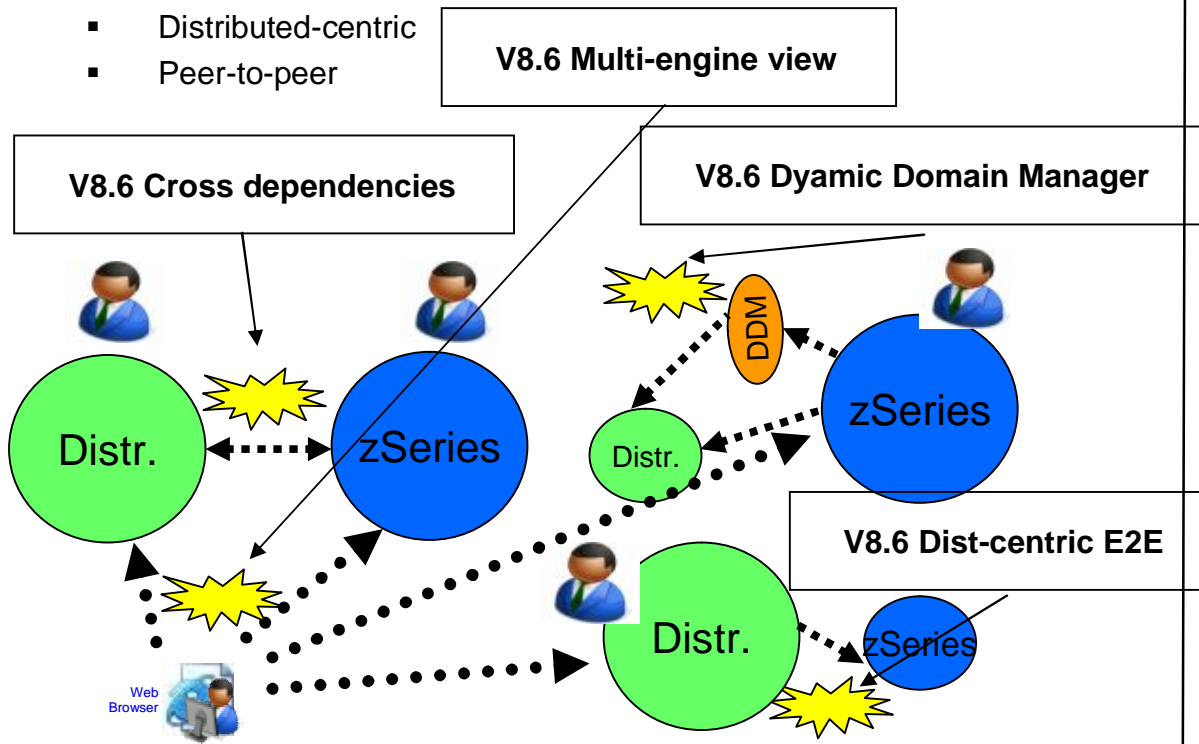 ▪ Distributed-centric
▪ Peer-to-peer
V8.6 Multi-engine view
V8.6 Cross dependencies
V8.6 Dyamic Domain Manager
DDM
Distr.
zSeries
Distr.
zSeries
V8.6 Dist-centric E2E
Distr.
zSeries
Web
Browser